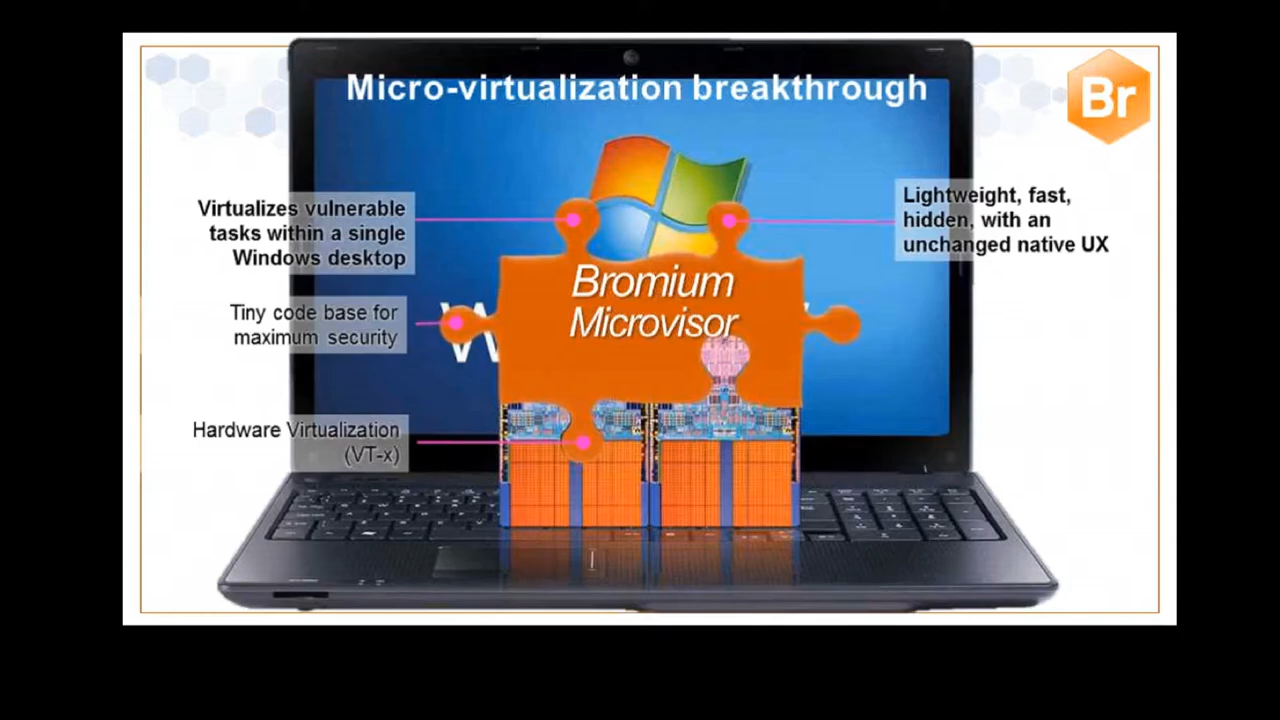 Micro-virtualization breakthrough
Br
Virtualizes vulnerable
tasks within a single
Windows desktop
Lightweight, fast,
hidden, with an
unchanged native UX
Bromium
Microvisor
Tiny code base for
maximum security
Hardware Virtualization
(VT-x)